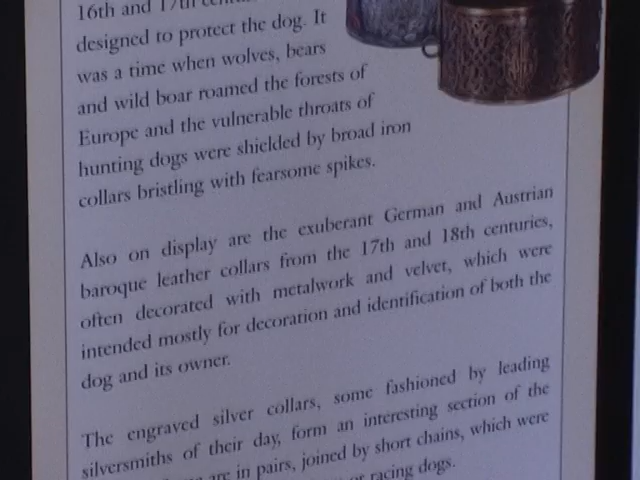 16th and 17th
designed to protect the dog. It
was a time when wolves, bears
and wild boar roamed the forests of
Europe and the vulnerable throats of
hunting dogs were shielded by broad iron
collars bristling with fearsome spikes.
Also on display are the exuberant German and Austrian
baroque leather collars from the 17th and 18th centuries,
often decorated with metalwork and velvet, which were
intended mostly for decoration and identification of both the
dog and its owner.
The engraved silver collars, some fashioned by leading
silversmiths of their day, form an interesting section of the
are in pairs, joined by short chains, which were
racing dogs.